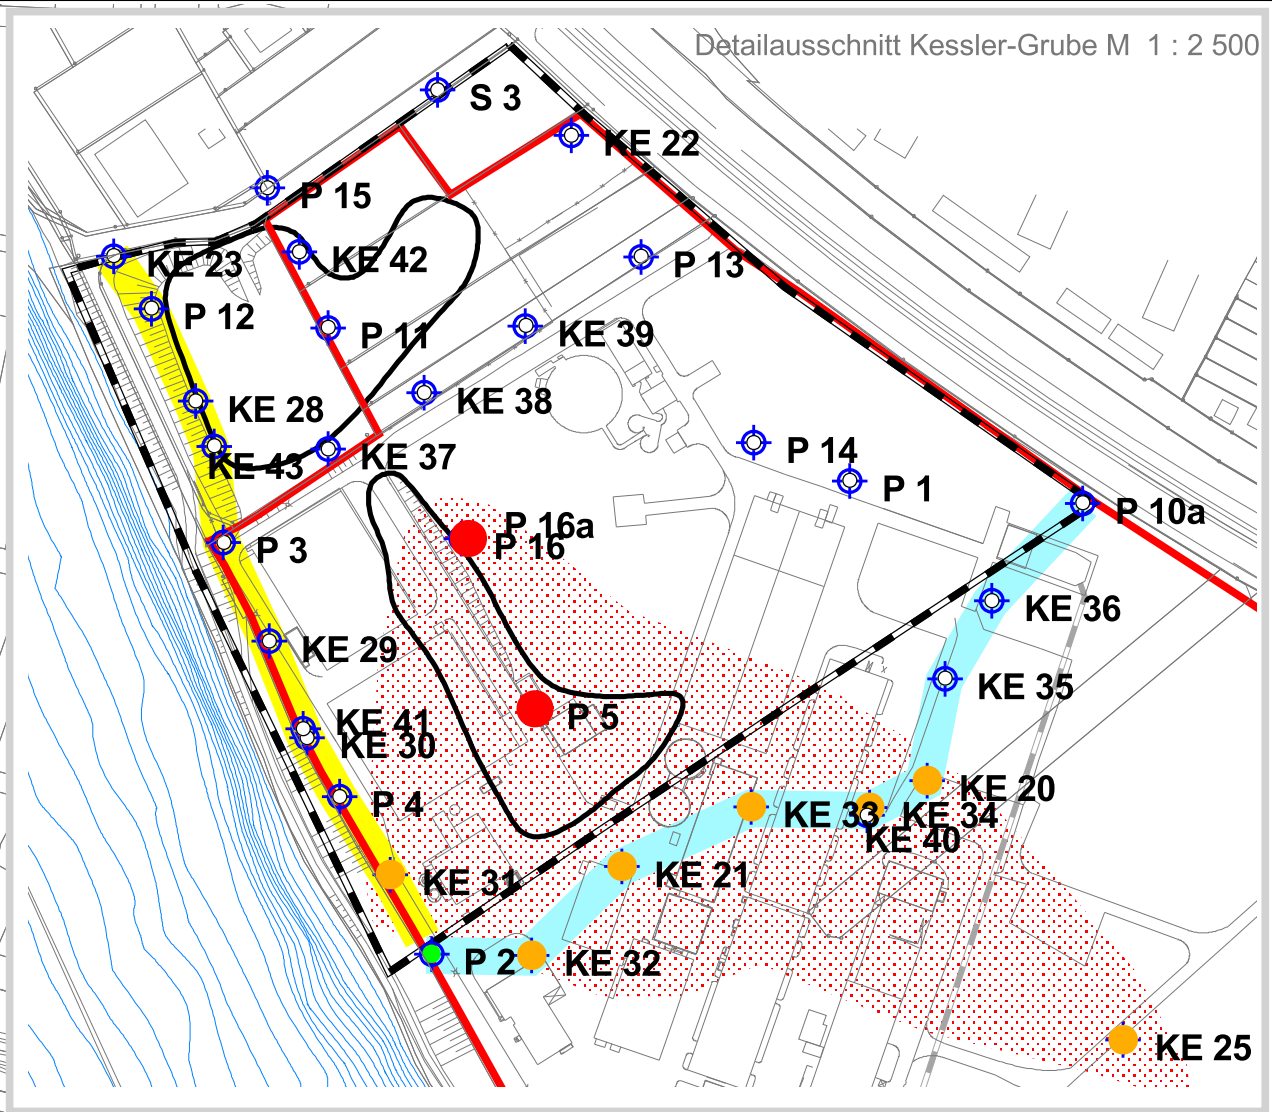 Detailausschnitt Kessler-Grube M 1 : 2 500
S 3
KE 22
P 15
KE 23
KE 42
P 13
P 12
P 11
KE 39
KE 38
KE 28
KE 43
KE 37
P 14
P 1
P 10a
P 16a
P 16
P 3
KE 36
KE 29
KE 35
P 5
KE 41
KE 30
P 4
KE 20
KE 33
KE 34
KE 40
KE 21
KE 31
P 2
KE 32
KE 25